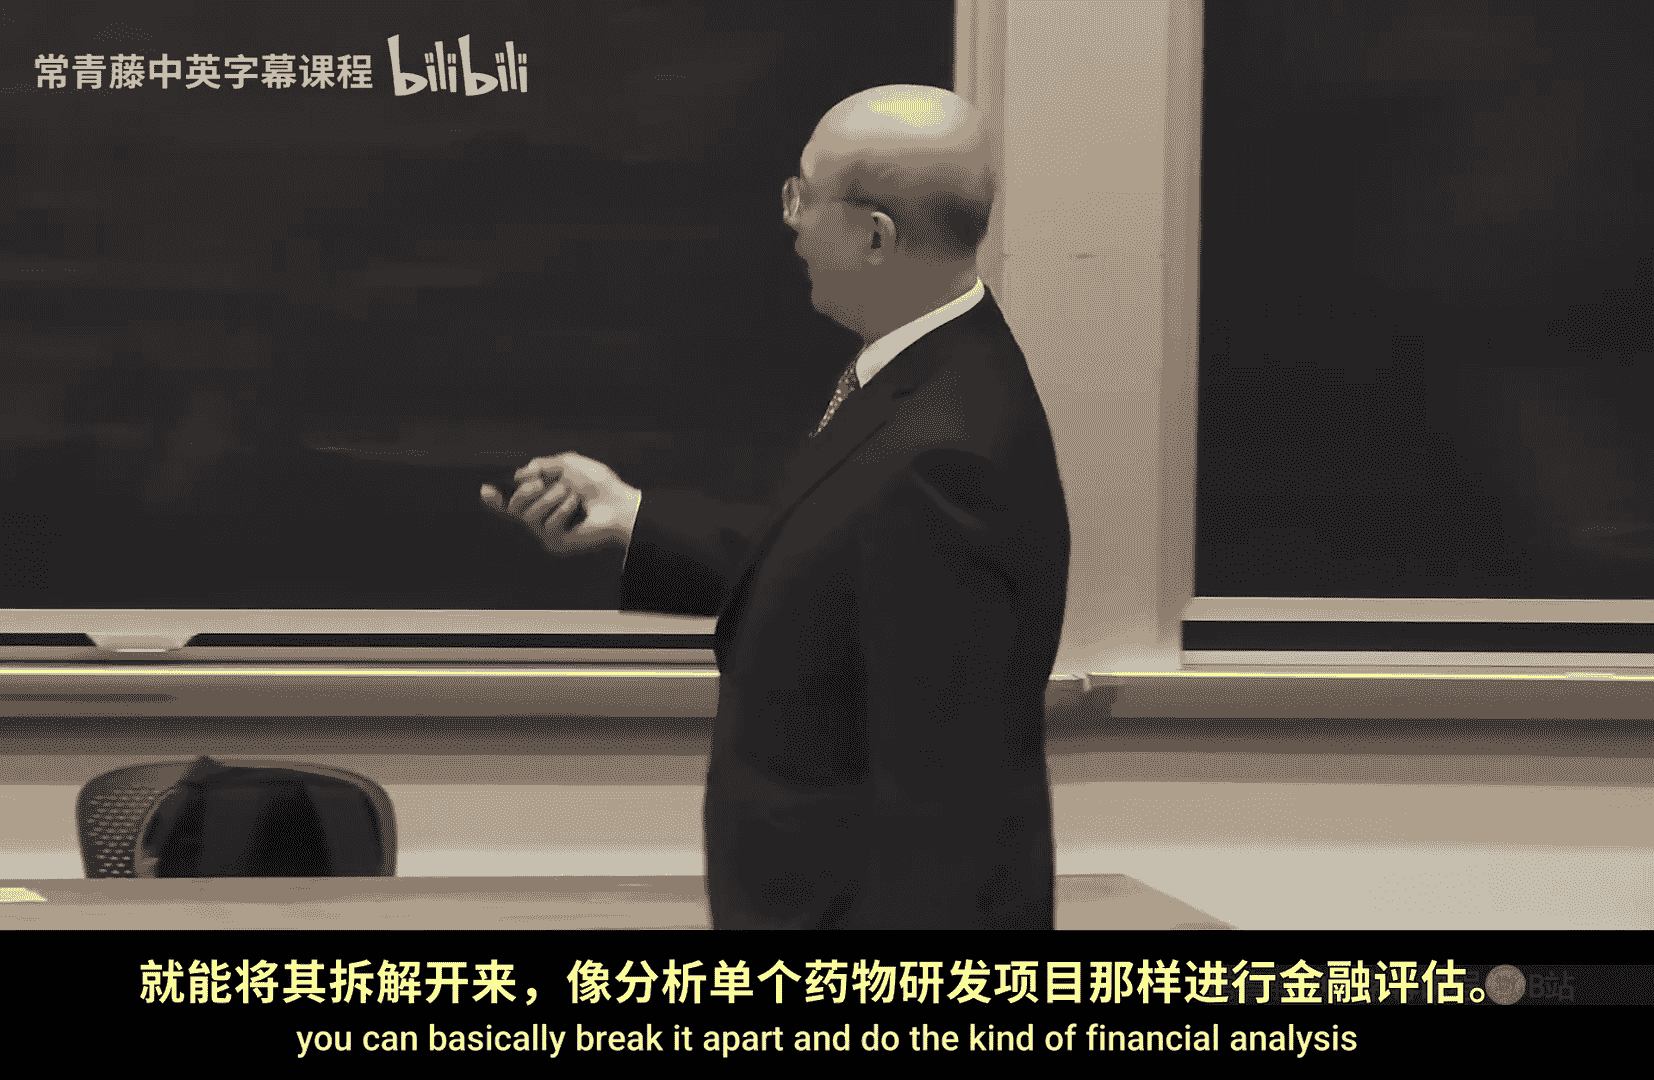 常青藤中英字幕课程 bilibili
就能将其拆解开来，像分析单个药物研发项目那样进行金融评估。
B站
you can basically break it apart and do the kind of financial analysis